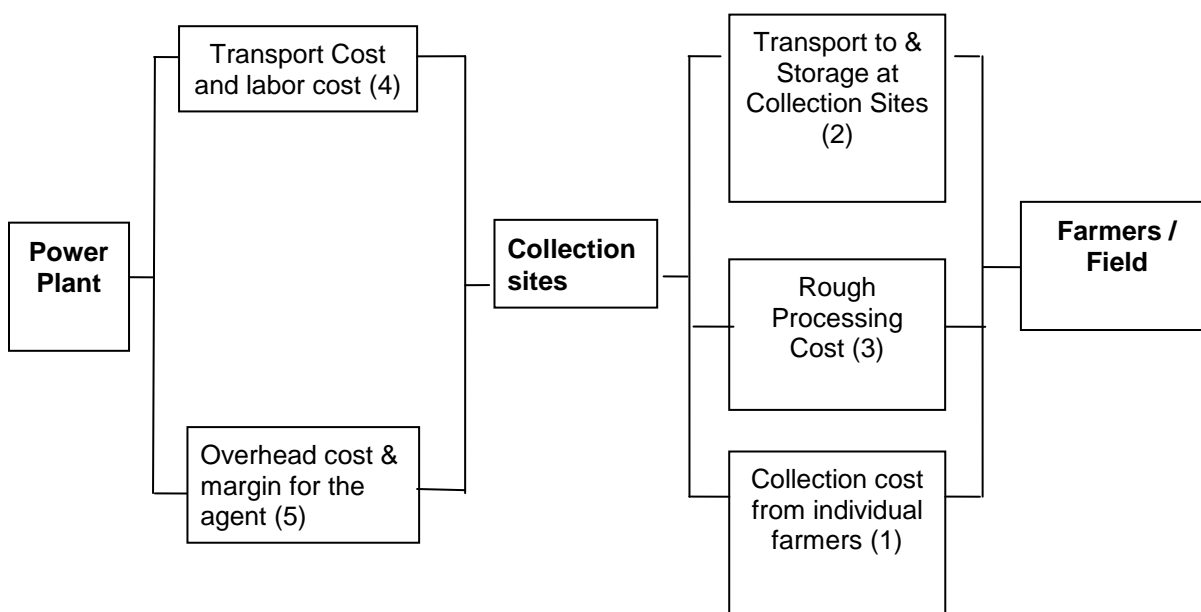 Transport Cost
and labor cost (4)
Transport to &
Storage at
Collection Sites
(2)
Power
Plant
Collection
sites
Farmers /
Field
Rough
Processing
Cost (3)
Overhead cost &
margin for the
agent (5)
Collection cost
from individual
farmers (1)